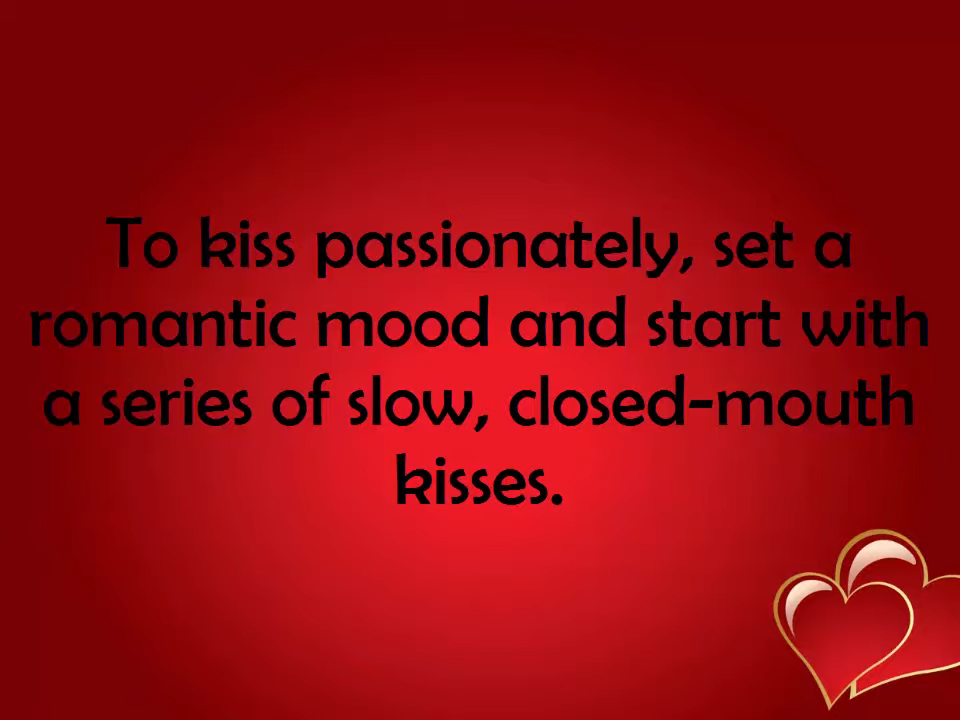 To kiss passionately, set a
romantic mood and start with
a series of slow, closed-mouth
kisses.